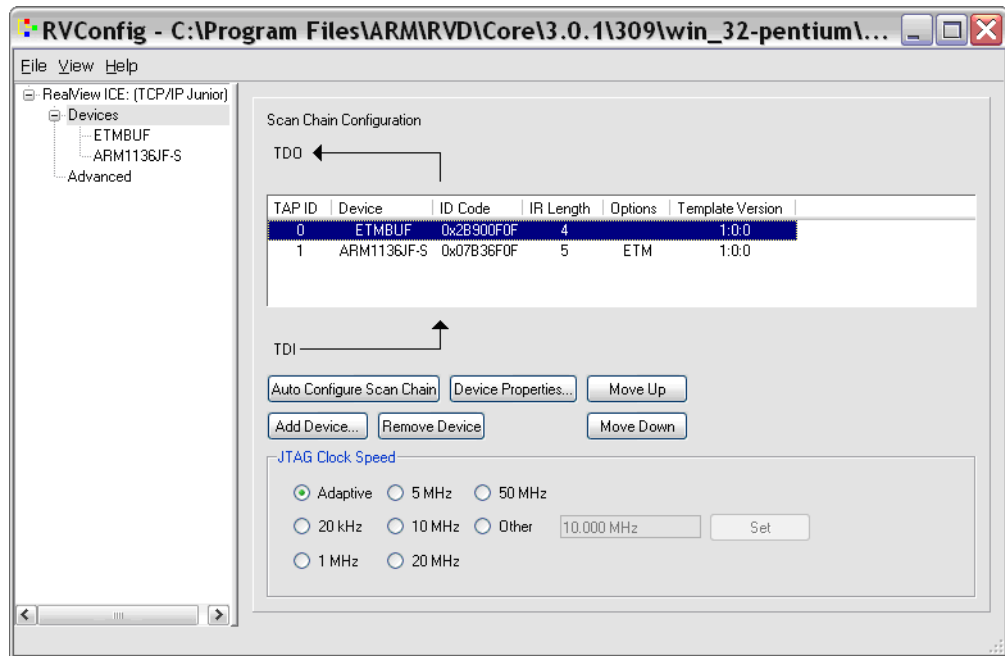 RVConfig - C:\Program Files\ARM\RVD\Core\3.0.1\309\win_32-pentium\...
File View Help
RealView ICE: (TCP/IP Junior)
Devices
ETMBUF
ARM1136JF-S
Advanced
Scan Chain Configuration
TDO
TAP ID Device ID Code IR Length Options Template Version
0 ETMBUF 0x2B900F0F 4 1:0:0
1 ARM1136JF-S 0x07B36F0F 5 ETM 1:0:0
TDI
Auto Configure Scan Chain Device Properties... Move Up
Add Device... Remove Device Move Down
JTAG Clock Speed
Adaptive 5 MHz 50 MHz
20 kHz 10 MHz Other 10.000 MHz Set
1 MHz 20 MHz